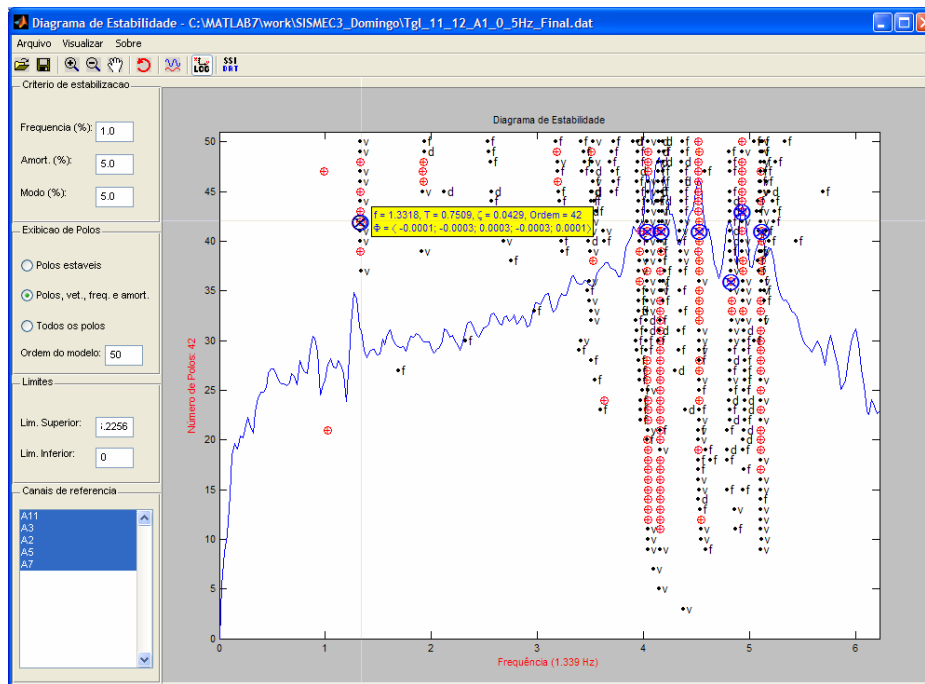 Diagrama de Estabilidade - C:\MATLAB7\work\SISMEC3_Domingo\Tgl_11_12_A1_0_5Hz_Final.dat
Arquivo Visualizar Sobre
LOG
SSI
DAT
Criterio de estabilizacao
Frequencia (%): 1.0
Amort. (%): 5.0
Modo (%): 5.0
Exibicao de Polos
Polos estaveis
Polos, vet., freq. e amort.
Todos os polos
Ordem do modelo: 50
Limites
Lim. Superior: .2256
Lim. Inferior: 0
Canais de referencia
A11
A3
A2
A5
A7
Diagrama de Estabilidade
f = 1.3318, T = 0.7509, ζ = 0.0429, Ordem = 42
Φ = ( -0.0001; -0.0003; 0.0003; -0.0003; 0.0001)
Número de Polos: 42
50
45
40
35
30
25
20
15
10
5
0
0 1 2 3 4 5 6
Frequência (1.339 Hz)